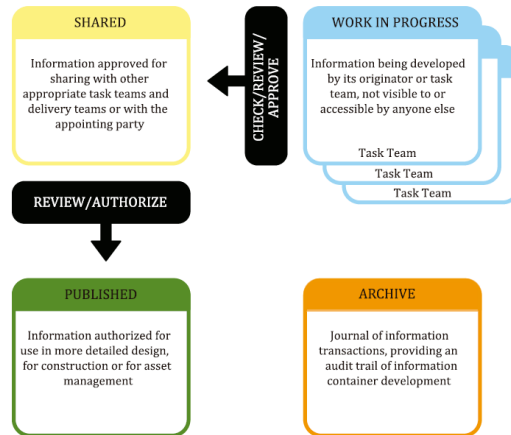 SHARED
Information approved for
sharing with other
appropriate task teams and
delivery teams or with the
appointing party
CHECK/REVIEW/
APPROVE
WORK IN PROGRESS
Information being developed
by its originator or task
team, not visible to or
accessible by anyone else
Task Team
Task Team
Task Team
REVIEW/AUTHORIZE
PUBLISHED
Information authorized for
use in more detailed design,
for construction or for asset
management
ARCHIVE
Journal of information
transactions, providing an
audit trail of information
container development